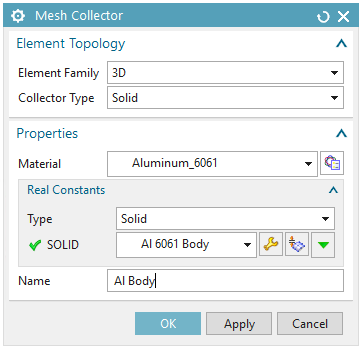 Mesh Collector
Element Topology
Element Family 3D
Collector Type Solid
Properties
Material Aluminum_6061
Real Constants
Type Solid
SOLID Al 6061 Body
Name Al Body
OK Apply Cancel